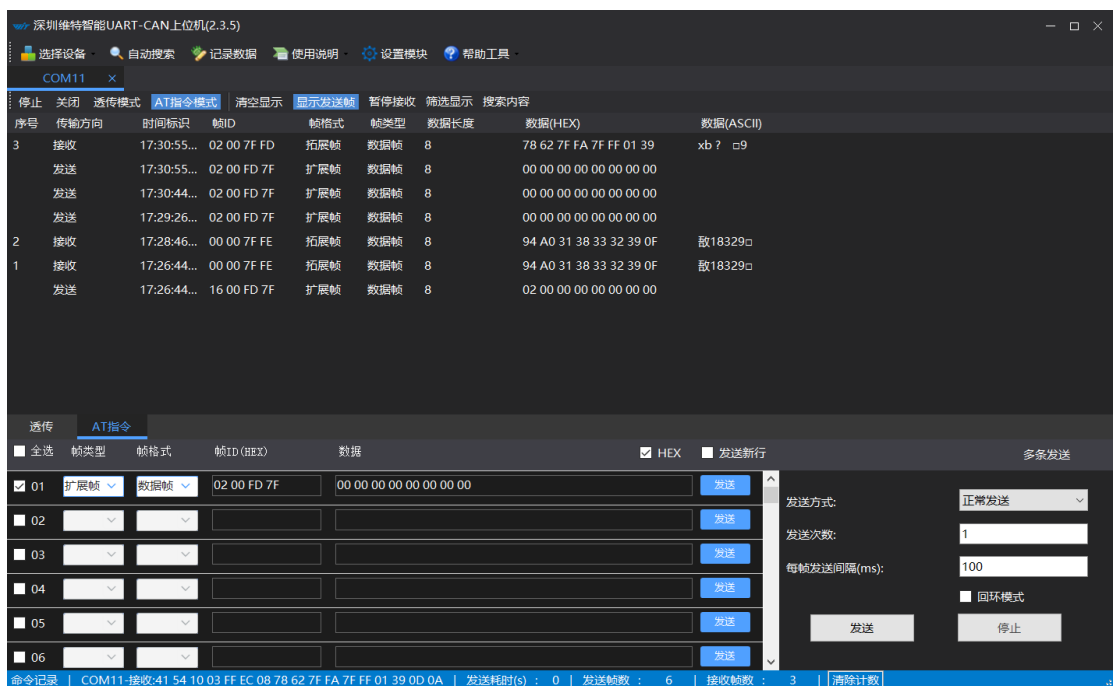 深圳维特智能UART-CAN上位机(2.3.5)
选择设备 自动搜索 记录数据 使用说明 设置模块 帮助工具
COM11 ×
停止 关闭 透传模式 AT指令模式 清空显示 显示发送帧 暂停接收 筛选显示 搜索内容
序号 传输方向 时间标识 帧ID 帧格式 帧类型 数据长度 数据(HEX) 数据(ASCII)
3 接收 17:30:55... 02 00 7F FD 拓展帧 数据帧 8 78 62 7F FA 7F FF 01 39 xb ? □9
发送 17:30:55... 02 00 FD 7F 扩展帧 数据帧 8 00 00 00 00 00 00 00 00
发送 17:30:44... 02 00 FD 7F 扩展帧 数据帧 8 00 00 00 00 00 00 00 00
发送 17:29:26... 02 00 FD 7F 扩展帧 数据帧 8 00 00 00 00 00 00 00 00
2 接收 17:28:46... 00 00 7F FE 拓展帧 数据帧 8 94 A0 31 38 33 32 39 0F 敔18329□
1 接收 17:26:44... 00 00 7F FE 拓展帧 数据帧 8 94 A0 31 38 33 32 39 0F 敔18329□
发送 17:26:44... 16 00 FD 7F 扩展帧 数据帧 8 02 00 00 00 00 00 00 00
透传 AT指令
全选 帧类型 帧格式 帧ID(HEX) 数据 HEX 发送新行 多条发送
01 扩展帧 数据帧 02 00 FD 7F 00 00 00 00 00 00 00 00 发送
02 发送
03 发送
04 发送
05 发送
06 发送
发送方式: 正常发送
发送次数: 1
每帧发送间隔(ms): 100
回环模式
发送 停止
命令记录 | COM11-接收:41 54 10 03 FF EC 08 78 62 7F FA 7F FF 01 39 0D 0A | 发送耗时(s) : 0 | 发送帧数 : 6 | 接收帧数 : 3 | 清除计数